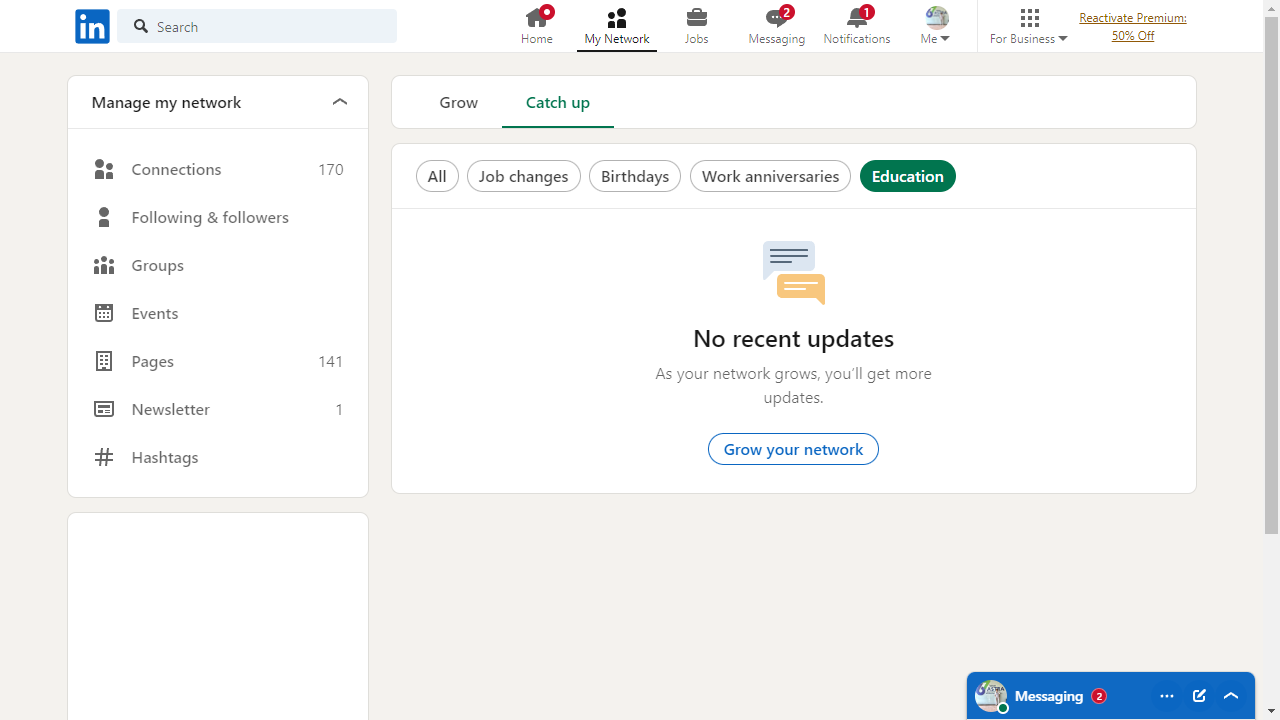 in
Search
Home
My Network
Jobs
2
Messaging
1
Notifications
Me
For Business
Reactivate Premium:
50% Off
Manage my network
Connections 170
Following & followers
Groups
Events
Pages 141
Newsletter 1
Hashtags
Grow
Catch up
All
Job changes
Birthdays
Work anniversaries
Education
No recent updates
As your network grows, you'll get more
updates.
Grow your network
Messaging 2